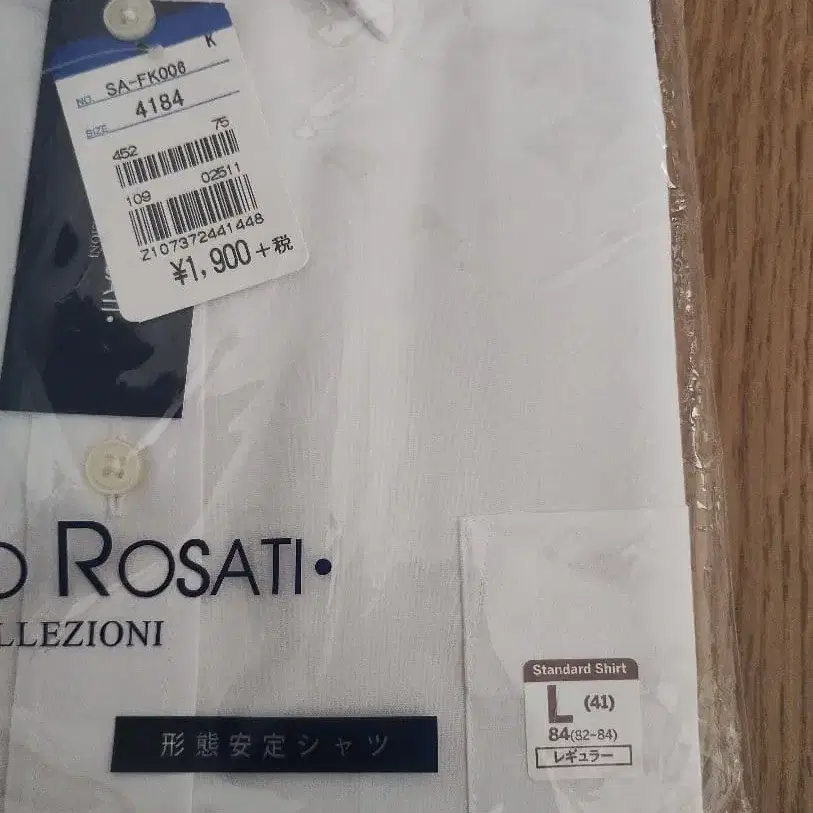 K
NO. SA-FK006
SIZE 4184
452 75
109 02511
2107372441448
¥1,900+税
O ROSATI•
LLEZIONI
形態安定シャツ
Standard Shirt
L (41)
84(82~84)
レギュラー